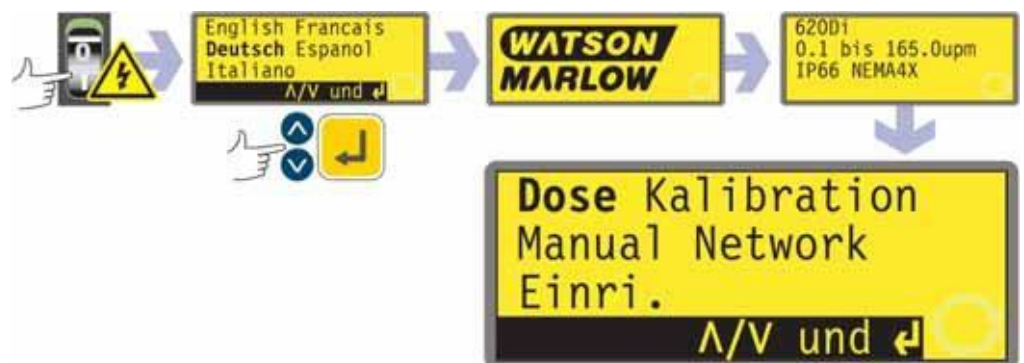 English Francais
Deutsch Espanol
Italiano
Λ/V und ↲
WATSON
MARLOW
620Di
0.1 bis 165.0upm
IP66 NEMA4X
Dose Kalibration
Manual Network
Einri.
Λ/V und ↲